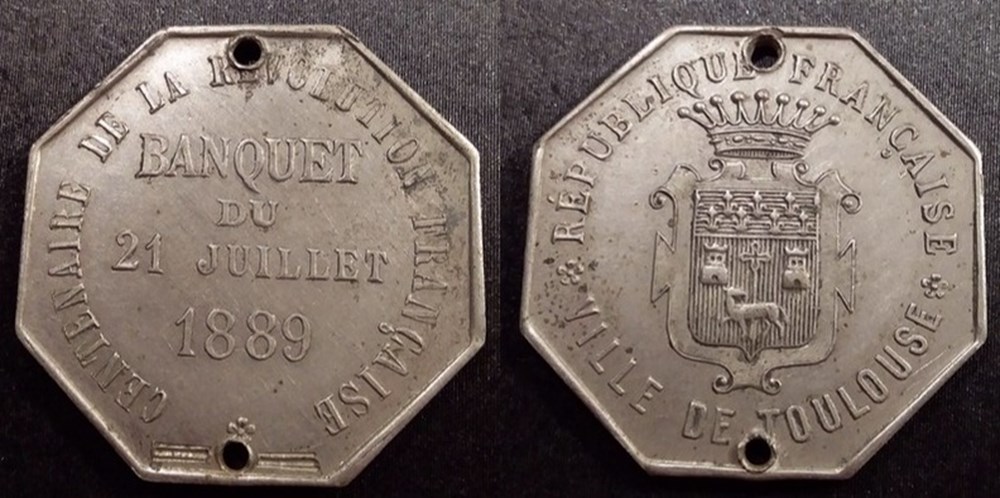 CENTENAIRE DE LA RÉVOLUTION FRANÇAISE
BANQUET
DU
21 JUILLET
1889
RÉPUBLIQUE FRANÇAISE
VILLE DE TOULOUSE